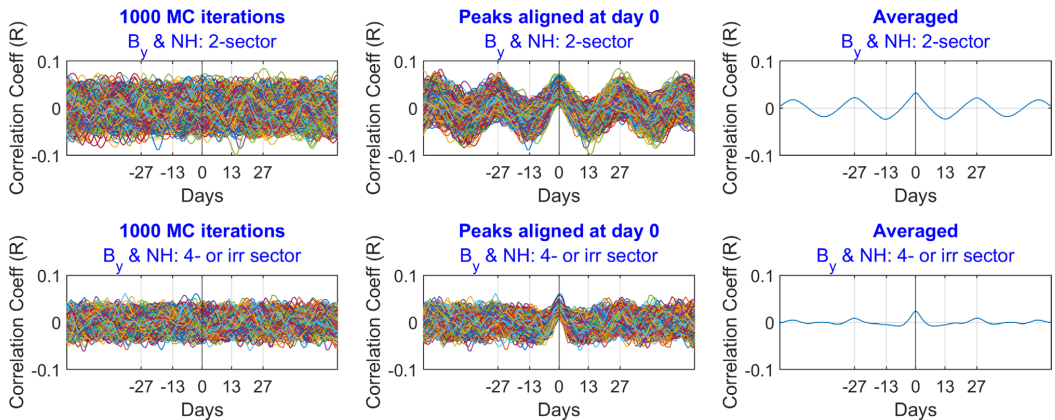 1000 MC iterations
By & NH: 2-sector
0.1
0
-0.1
Correlation Coeff (R)
-27 -13 0 13 27
Days
Peaks aligned at day 0
By & NH: 2-sector
0.1
0
-0.1
Correlation Coeff (R)
-27 -13 0 13 27
Days
Averaged
By & NH: 2-sector
0.1
0
-0.1
Correlation Coeff (R)
-27 -13 0 13 27
Days
1000 MC iterations
By & NH: 4- or irr sector
0.1
0
-0.1
Correlation Coeff (R)
-27 -13 0 13 27
Days
Peaks aligned at day 0
By & NH: 4- or irr sector
0.1
0
-0.1
Correlation Coeff (R)
-27 -13 0 13 27
Days
Averaged
By & NH: 4- or irr sector
0.1
0
-0.1
Correlation Coeff (R)
-27 -13 0 13 27
Days